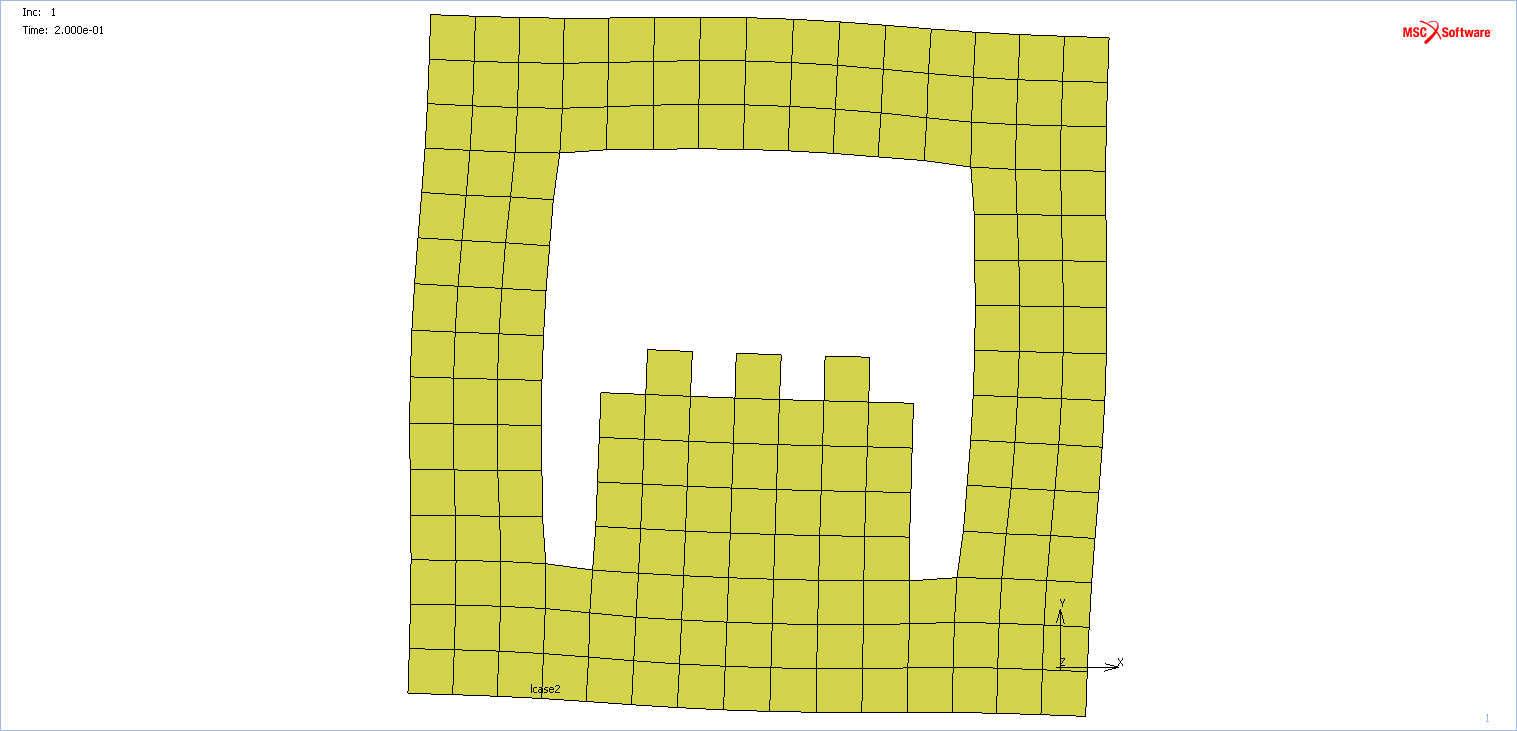 Inc: 1
Time: 2.000e-01
MSC Software
Y
Z
X
lcase2
1